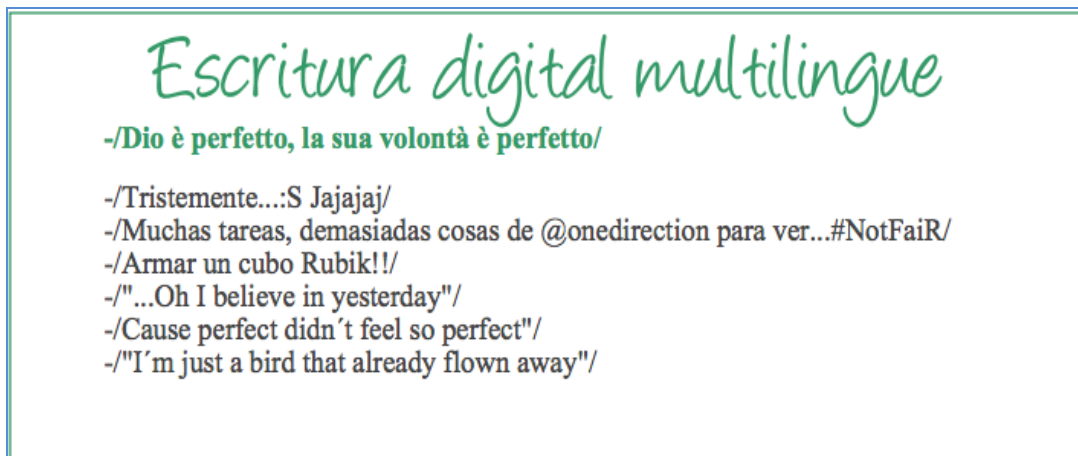 Escritura digital multilingue
-/Dio è perfetto, la sua volontà è perfetto/
-/Tristemente...:S Jajajaj/
-/Muchas tareas, demasiadas cosas de @onedirection para ver...#NotFaiR/
-/Armar un cubo Rubik!!/
-/"...Oh I believe in yesterday"/
-/Cause perfect didn´t feel so perfect"/
-/"I´m just a bird that already flown away"/